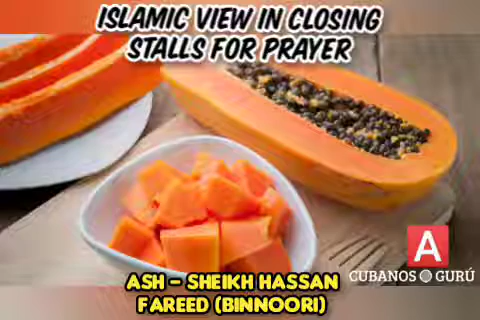 ISLAMIC VIEW IN CLOSING
STALLS FOR PRAYER
A
CUBANOS GURÚ
ASH - SHEIKH HASSAN
FAREED (BINNOORI)